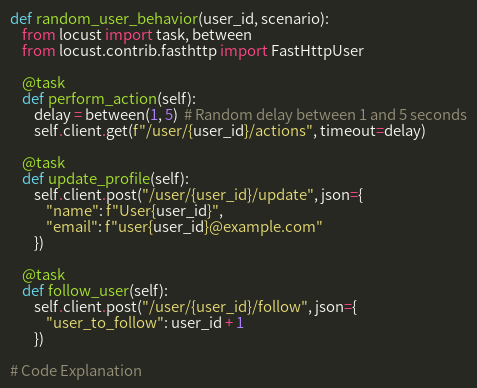 def random_user_behavior(user_id, scenario):
    from locust import task, between
    from locust.contrib.fasthttp import FastHttpUser

    @task
    def perform_action(self):
        delay = between(1, 5)  # Random delay between 1 and 5 seconds
        self.client.get(f"/user/{user_id}/actions", timeout=delay)

    @task
    def update_profile(self):
        self.client.post("/user/{user_id}/update", json={
            "name": f"User{user_id}",
            "email": f"user{user_id}@example.com"
        })

    @task
    def follow_user(self):
        self.client.post("/user/{user_id}/follow", json={
            "user_to_follow": user_id + 1
        })

# Code Explanation